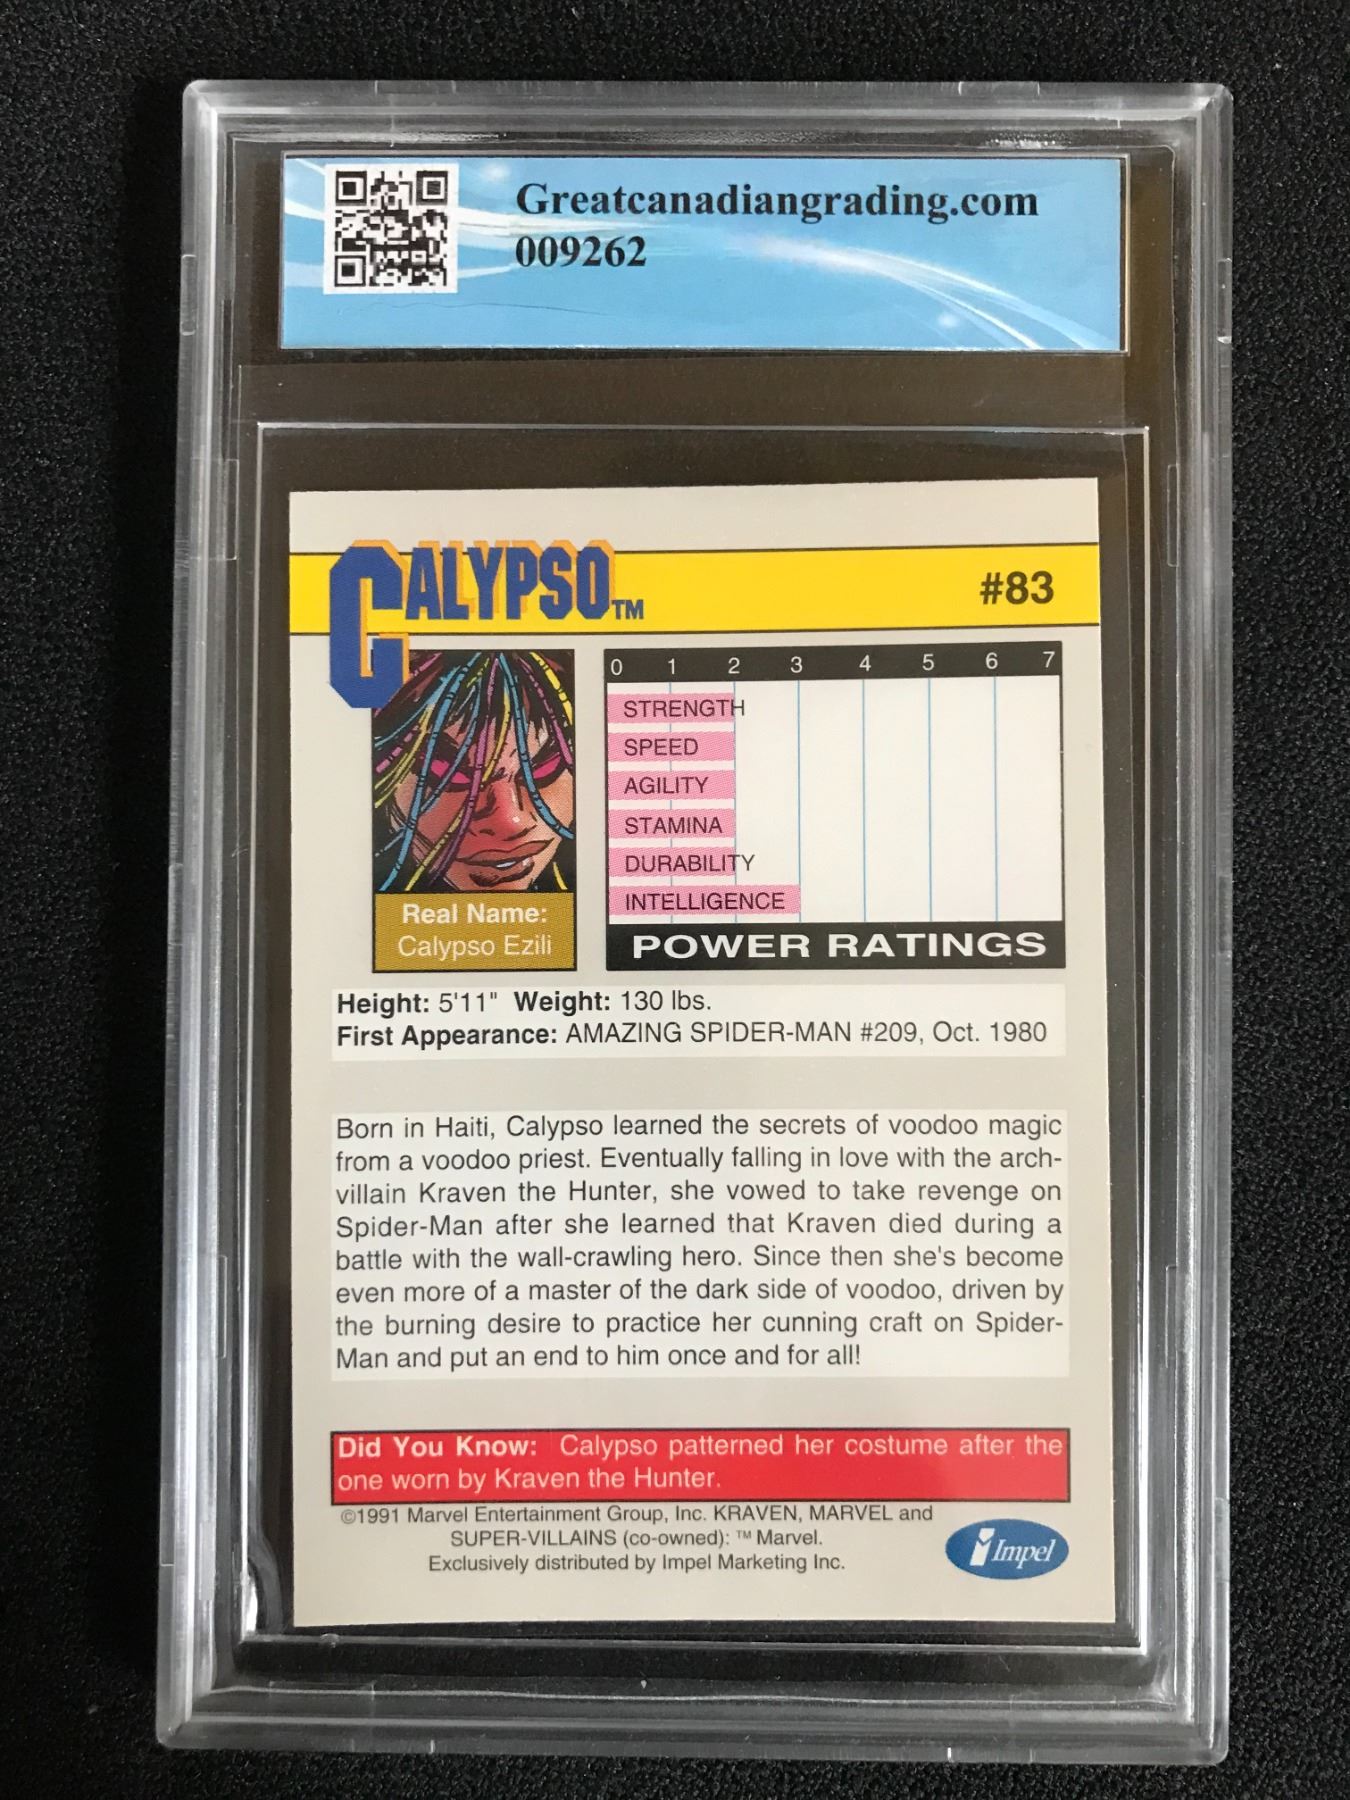 Greatcanadiangrading.com
009262
CALYPSO™
#83
0 1 2 3 4 5 6 7
STRENGTH
SPEED
AGILITY
STAMINA
DURABILITY
INTELLIGENCE
POWER RATINGS
Real Name:
Calypso Ezili
Height: 5'11" Weight: 130 lbs.
First Appearance: AMAZING SPIDER-MAN #209, Oct. 1980
Born in Haiti, Calypso learned the secrets of voodoo magic
from a voodoo priest. Eventually falling in love with the arch-
villain Kraven the Hunter, she vowed to take revenge on
Spider-Man after she learned that Kraven died during a
battle with the wall-crawling hero. Since then she's become
even more of a master of the dark side of voodoo, driven by
the burning desire to practice her cunning craft on Spider-
Man and put an end to him once and for all!
Did You Know: Calypso patterned her costume after the
one worn by Kraven the Hunter.
©1991 Marvel Entertainment Group, Inc. KRAVEN, MARVEL and
SUPER-VILLAINS (co-owned): ™ Marvel.
Exclusively distributed by Impel Marketing Inc.
Impel